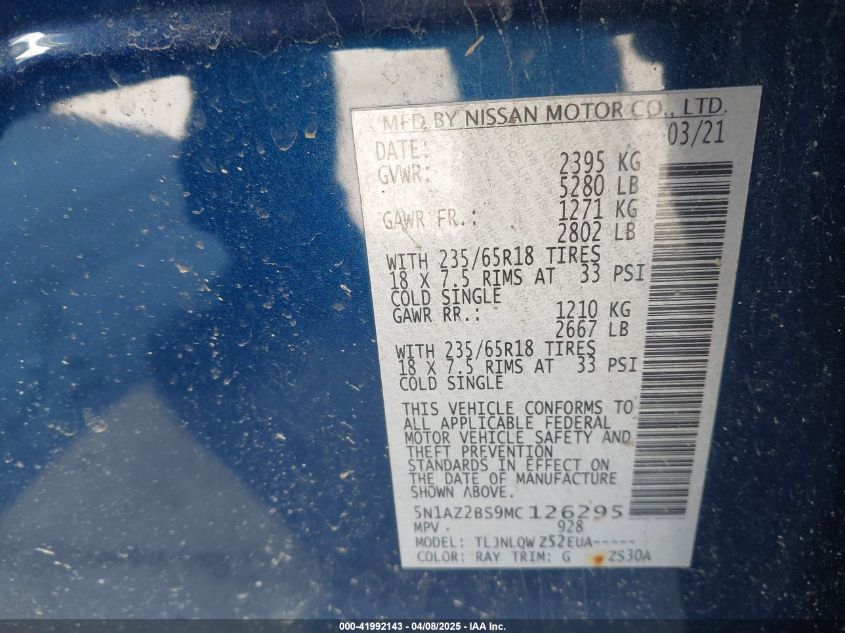 MFD BY NISSAN MOTOR CO., LTD.
DATE: 03/21
GVWR: 2395 KG
5280 LB
GAWR FR.: 1271 KG
2802 LB
WITH 235/65R18 TIRES
18 X 7.5 RIMS AT 33 PSI
COLD SINGLE
GAWR RR.: 1210 KG
2667 LB
WITH 235/65R18 TIRES
18 X 7.5 RIMS AT 33 PSI
COLD SINGLE
THIS VEHICLE CONFORMS TO
ALL APPLICABLE FEDERAL
MOTOR VEHICLE SAFETY AND
THEFT PREVENTION
STANDARDS IN EFFECT ON
THE DATE OF MANUFACTURE
SHOWN ABOVE.
5N1AZ2BS9MC126295
MPV 928
MODEL: TLJNLQWZ52EUA-----
COLOR: RAY TRIM: G ZS30A
000-41992143 - 04/08/2025 - IAA Inc.